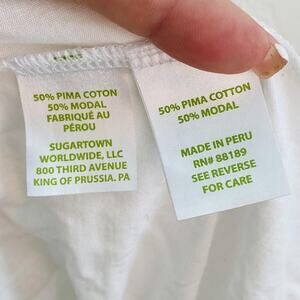 50% PIMA COTTON
50% MODAL
FABRIQUÉ AU
PÉROU
SUGARTOWN
WORLDWIDE, LLC
800 THIRD AVENUE
KING OF PRUSSIA. PA
50% PIMA COTTON
50% MODAL
MADE IN PERU
RN# 88189
SEE REVERSE
FOR CARE